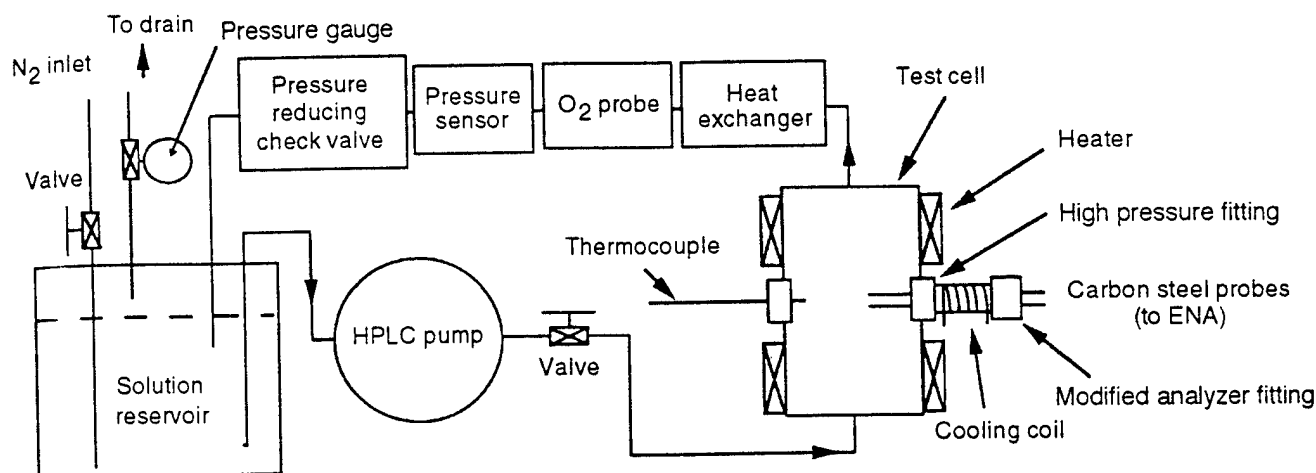 To drain
Pressure gauge
N2 inlet
Pressure
reducing
check valve
Pressure
sensor
O2 probe
Heat
exchanger
Test cell
Heater
High pressure fitting
Valve
Thermocouple
Carbon steel probes
(to ENA)
HPLC pump
Valve
Solution
reservoir
Modified analyzer fitting
Cooling coil